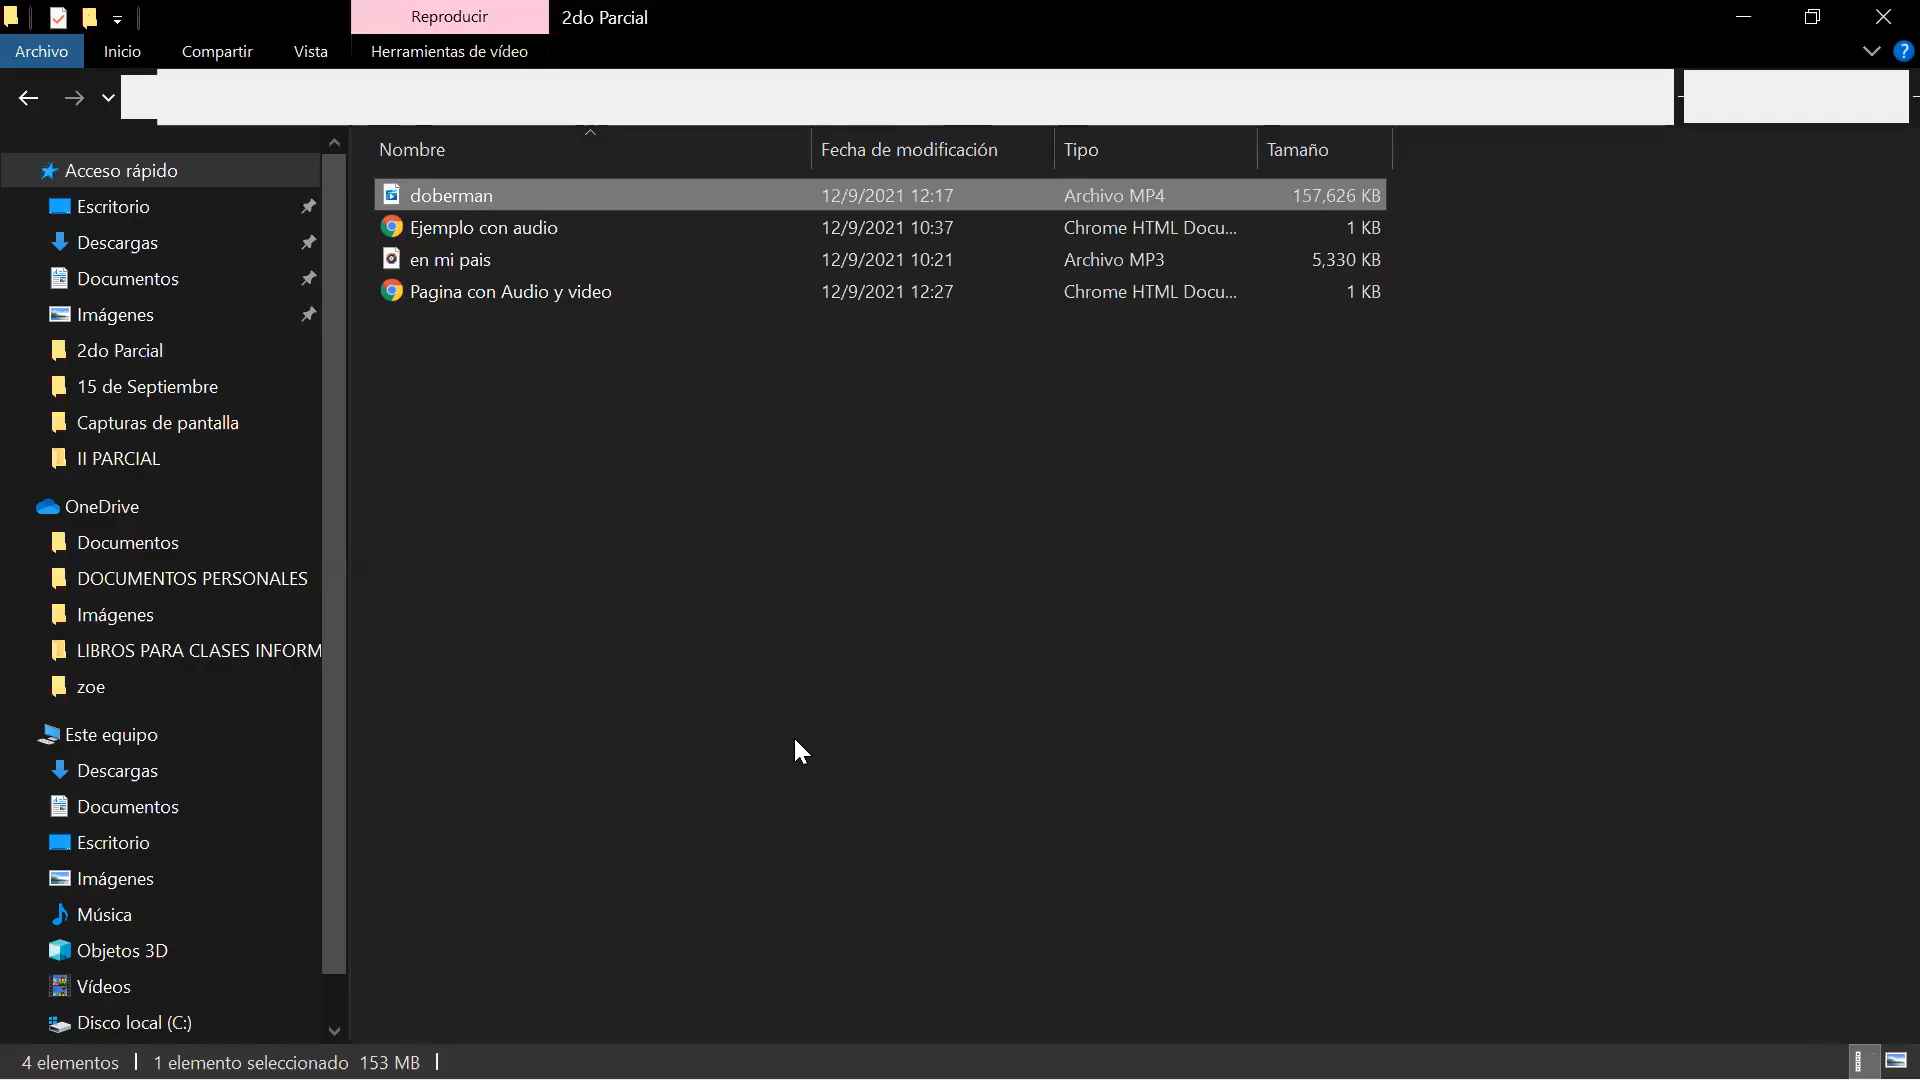 Reproducir
2do Parcial
Archivo
Inicio
Compartir
Vista
Herramientas de vídeo
?
Nombre
Fecha de modificación
Tipo
Tamaño
doberman 12/9/2021 12:17 Archivo MP4 157,626 KB
Ejemplo con audio 12/9/2021 10:37 Chrome HTML Docu... 1 KB
en mi pais 12/9/2021 10:21 Archivo MP3 5,330 KB
Pagina con Audio y video 12/9/2021 12:27 Chrome HTML Docu... 1 KB
Acceso rápido
Escritorio
Descargas
Documentos
Imágenes
2do Parcial
15 de Septiembre
Capturas de pantalla
II PARCIAL
OneDrive
Documentos
DOCUMENTOS PERSONALES
Imágenes
LIBROS PARA CLASES INFORM
zoe
Este equipo
Descargas
Documentos
Escritorio
Imágenes
Música
Objetos 3D
Vídeos
Disco local (C:)
4 elementos
1 elemento seleccionado 153 MB